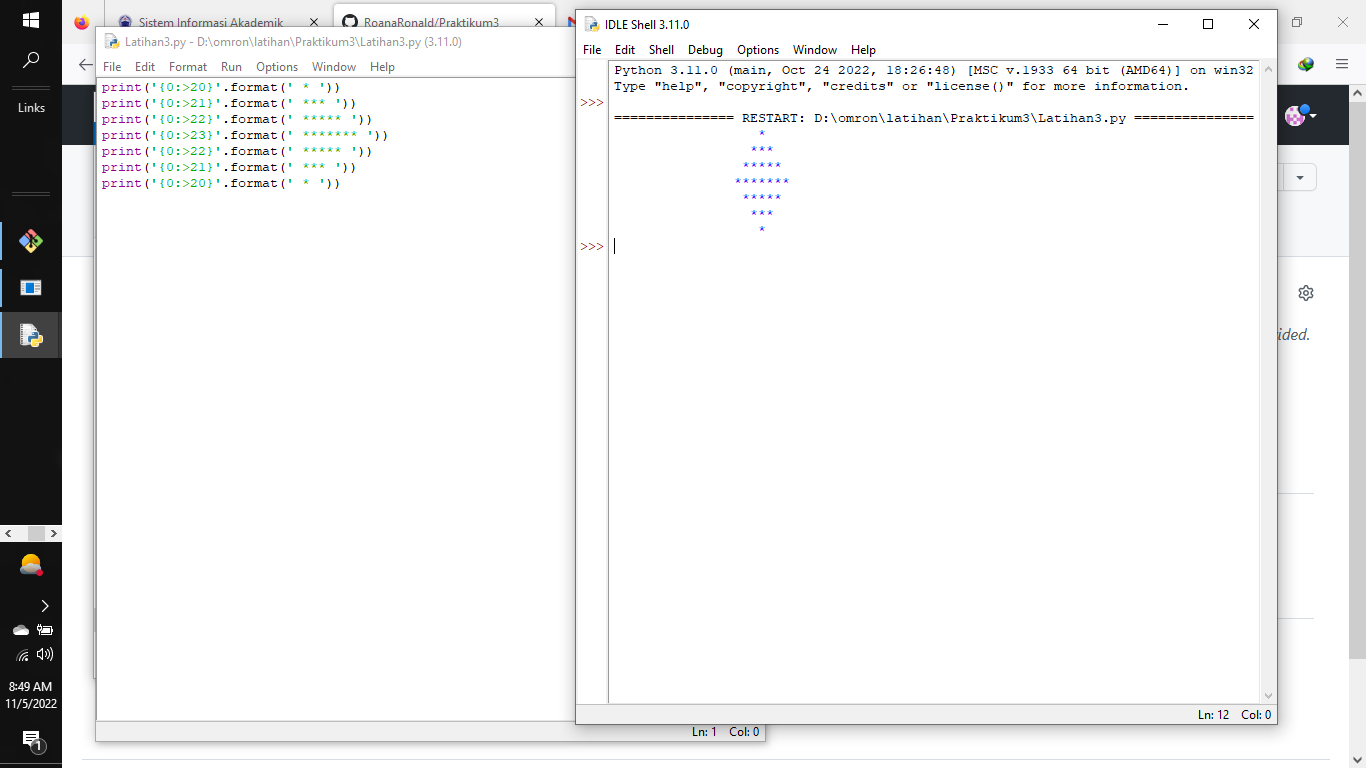 Sistem Informasi Akademik
RoanaRonald/Praktikum3
Links
Latihan3.py - D:\omron\latihan\Praktikum3\Latihan3.py (3.11.0)
File Edit Format Run Options Window Help
print('{0:>20}'.format(' * '))
print('{0:>21}'.format(' *** '))
print('{0:>22}'.format(' ***** '))
print('{0:>23}'.format(' ******* '))
print('{0:>22}'.format(' ***** '))
print('{0:>21}'.format(' *** '))
print('{0:>20}'.format(' * '))
Ln: 1 Col: 0
IDLE Shell 3.11.0
File Edit Shell Debug Options Window Help
Python 3.11.0 (main, Oct 24 2022, 18:26:48) [MSC v.1933 64 bit (AMD64)] on win32
Type "help", "copyright", "credits" or "license()" for more information.
>>>
=============== RESTART: D:\omron\latihan\Praktikum3\Latihan3.py ===============
*
***
*****
*******
*****
***
*
>>>
Ln: 12 Col: 0
8:49 AM
11/5/2022
1